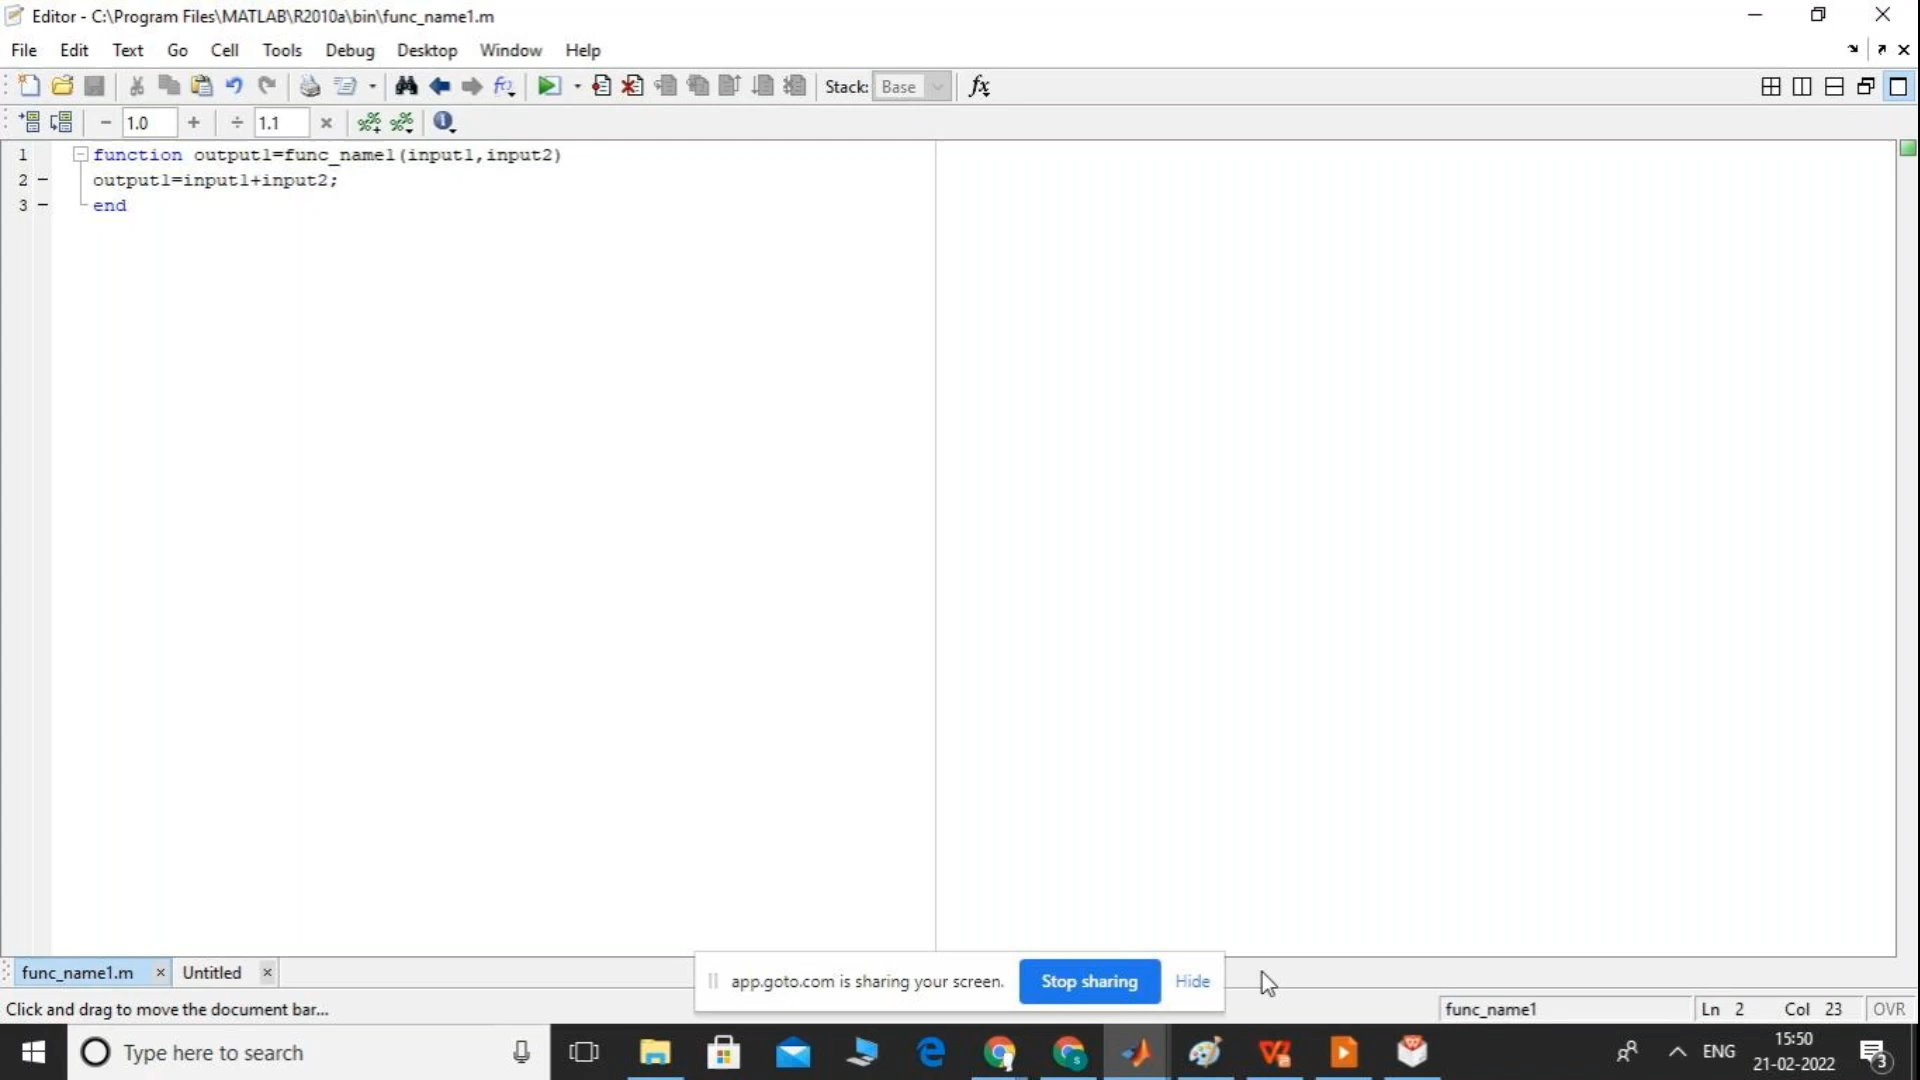 Editor - C:\Program Files\MATLAB\R2010a\bin\func_name1.m
File Edit Text Go Cell Tools Debug Desktop Window Help
Stack: Base fx
- 1.0 + ÷ 1.1 ×
1 function output1=func_name1(input1,input2)
2 - output1=input1+input2;
3 - end
func_name1.m × Untitled ×
app.goto.com is sharing your screen. Stop sharing Hide
Click and drag to move the document bar... func_name1 Ln 2 Col 23 OVR
Type here to search ENG 15:50
21-02-2022 3